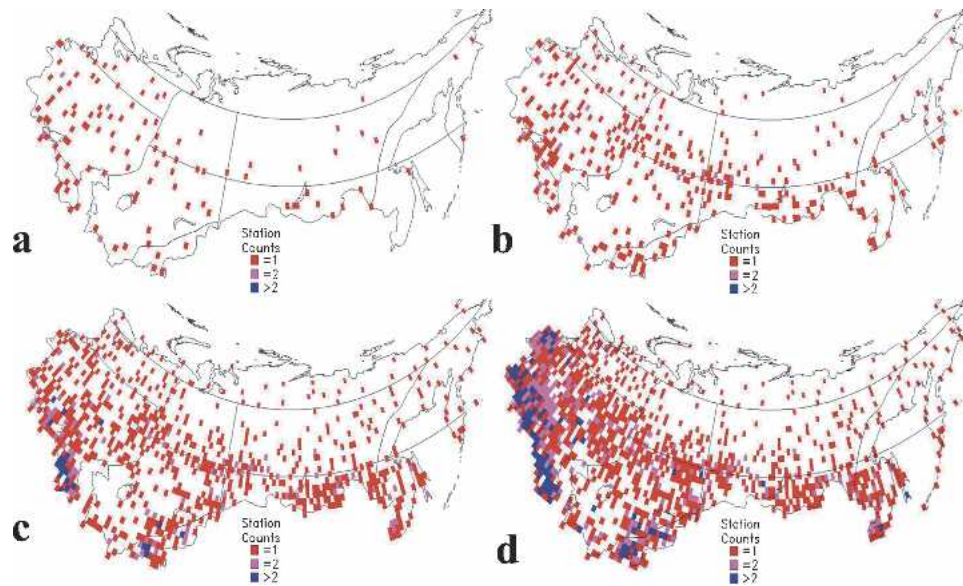 a
Station
Counts
=1
=2
>2
b
Station
Counts
=1
=2
>2
c
Station
Counts
=1
=2
>2
d
Station
Counts
=1
=2
>2